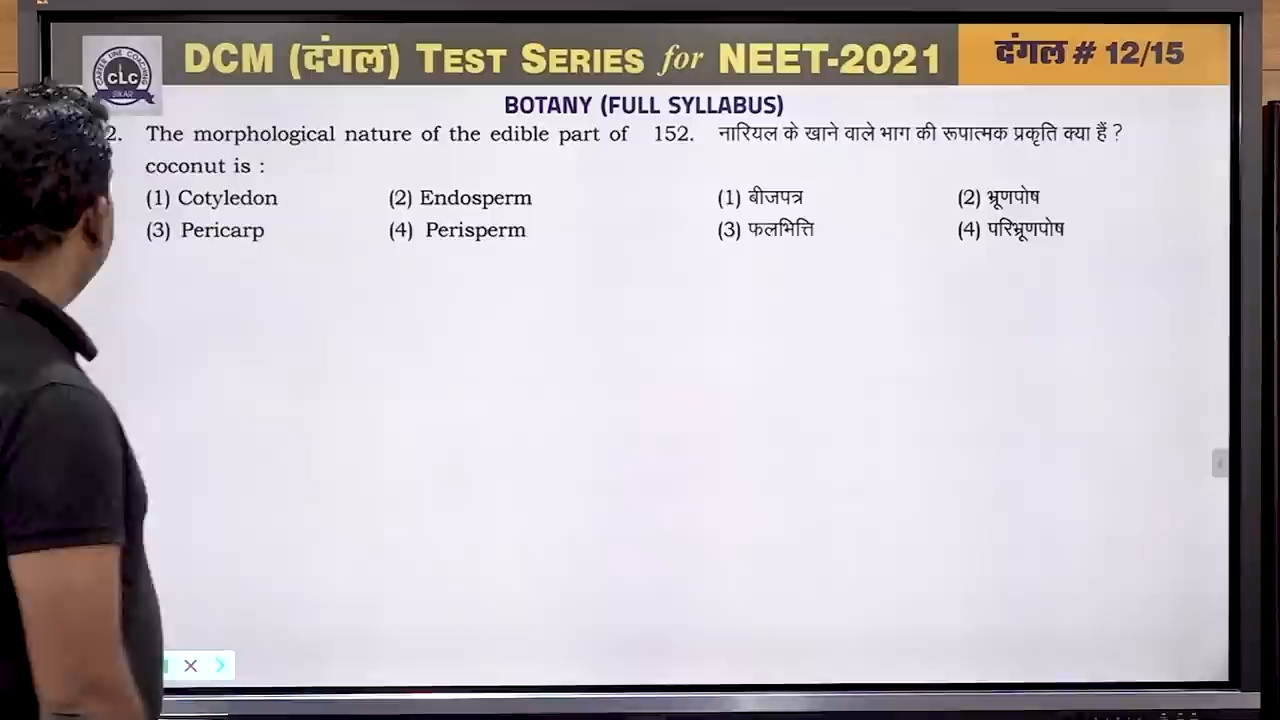 DCM (दंगल) TEST SERIES for NEET-2021
दंगल # 12/15
CLC
SIKAR
BOTANY (FULL SYLLABUS)
2. The morphological nature of the edible part of
coconut is :
(1) Cotyledon (2) Endosperm
(3) Pericarp (4) Perisperm
152. नारियल के खाने वाले भाग की रूपात्मक प्रकृति क्या हैं ?
(1) बीजपत्र (2) भ्रूणपोष
(3) फलभित्ति (4) परिभ्रूणपोष